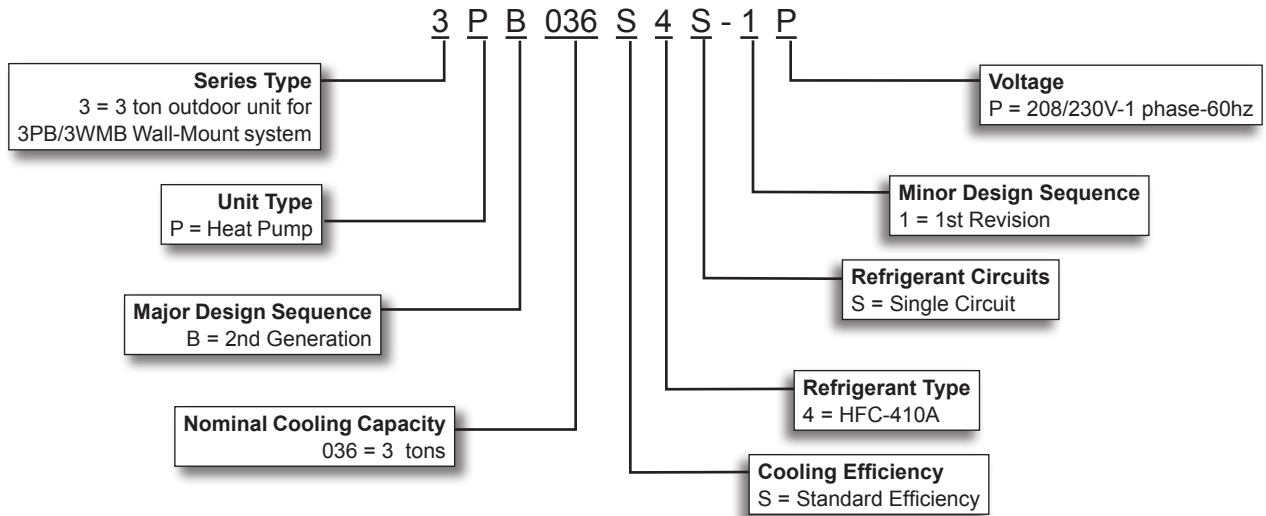 3 P B 036 S 4 S - 1 P
Series Type
3 = 3 ton outdoor unit for
3PB/3WMB Wall-Mount system
Unit Type
P = Heat Pump
Major Design Sequence
B = 2nd Generation
Nominal Cooling Capacity
036 = 3 tons
Voltage
P = 208/230V-1 phase-60hz
Minor Design Sequence
1 = 1st Revision
Refrigerant Circuits
S = Single Circuit
Refrigerant Type
4 = HFC-410A
Cooling Efficiency
S = Standard Efficiency